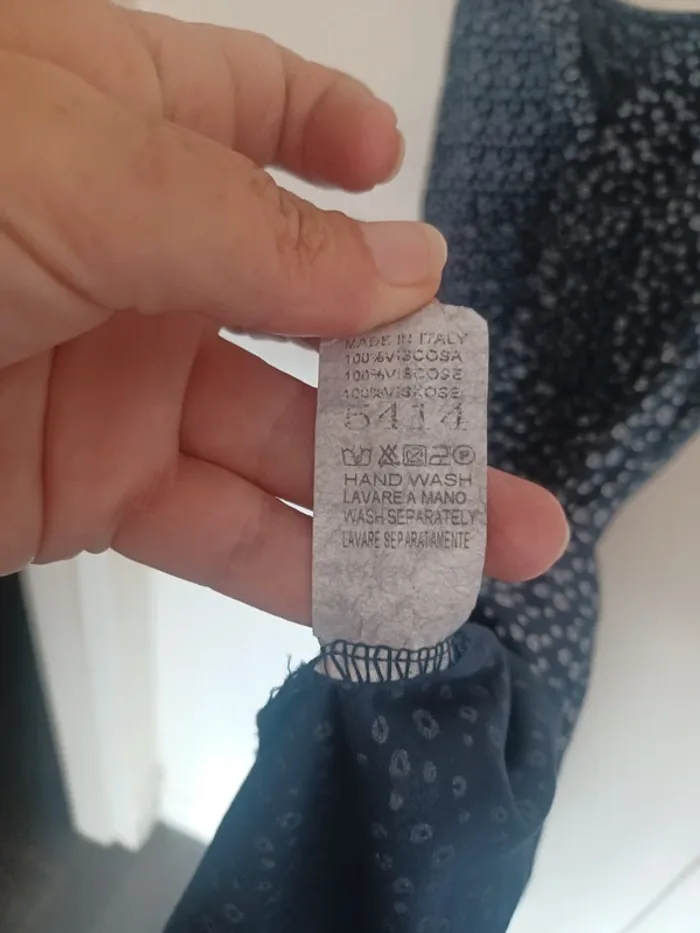 MADE IN ITALY
100%VISCOSA
100%VISCOSE
100%VISKOSE
5414
P
HAND WASH
LAVARE A MANO
WASH SEPARATELY
LAVARE SEPARATAMENTE